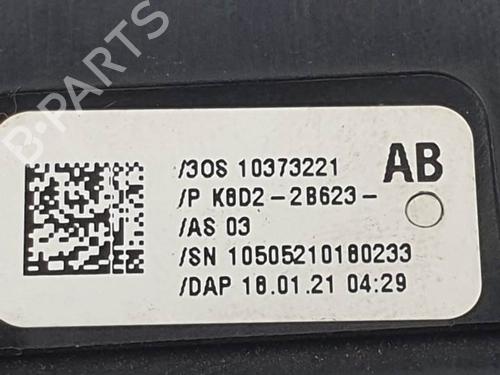 B-PARTS
/3OS 10373221
AB
/P K8D2-2B623-
/AS 03
/SN 10505210180233
/DAP 18.01.21 04:29